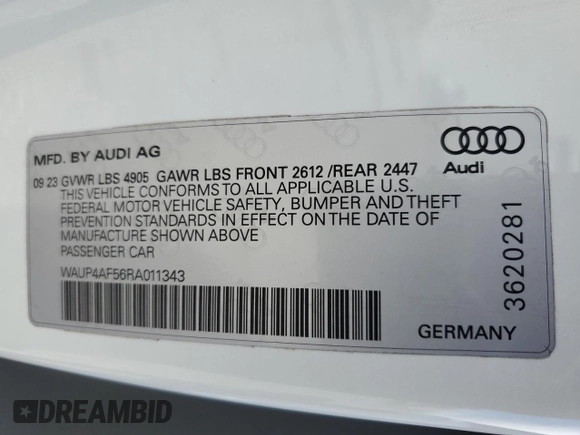 MFD. BY AUDI AG
09 23 GVWR LBS 4905 GAWR LBS FRONT 2612 /REAR 2447
THIS VEHICLE CONFORMS TO ALL APPLICABLE U.S.
FEDERAL MOTOR VEHICLE SAFETY, BUMPER AND THEFT
PREVENTION STANDARDS IN EFFECT ON THE DATE OF
MANUFACTURE SHOWN ABOVE
PASSENGER CAR
WAUP4AF56RA011343
Audi
3620281
GERMANY
DREAMBID